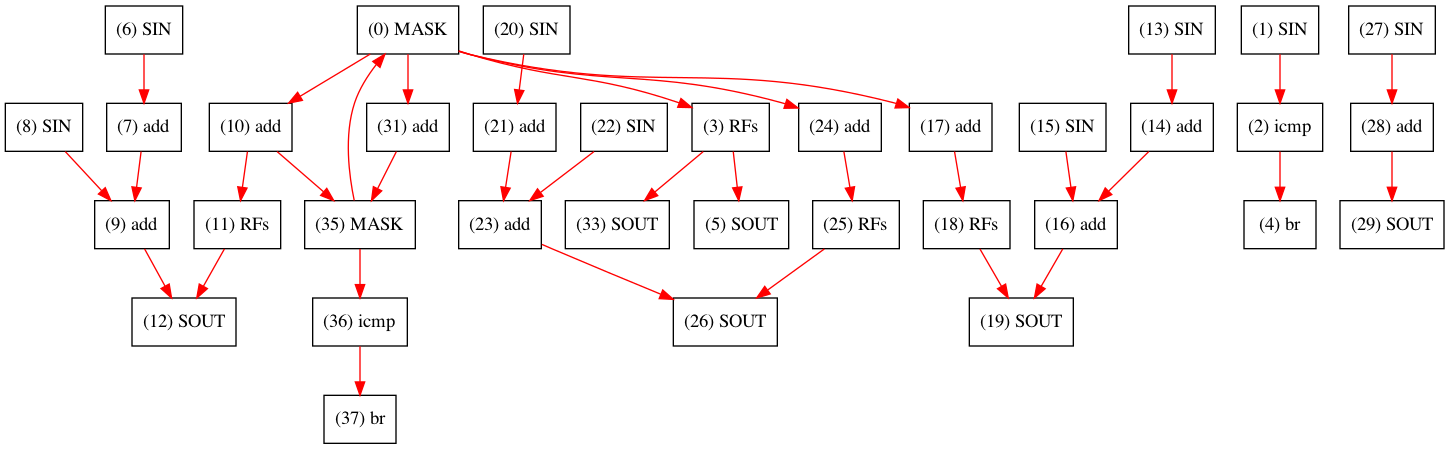 (6) SIN
(0) MASK
(20) SIN
(13) SIN
(1) SIN
(27) SIN
(8) SIN
(7) add
(10) add
(31) add
(21) add
(22) SIN
(3) RFs
(24) add
(17) add
(15) SIN
(14) add
(2) icmp
(28) add
(9) add
(11) RFs
(35) MASK
(23) add
(33) SOUT
(5) SOUT
(25) RFs
(18) RFs
(16) add
(4) br
(29) SOUT
(12) SOUT
(36) icmp
(26) SOUT
(19) SOUT
(37) br